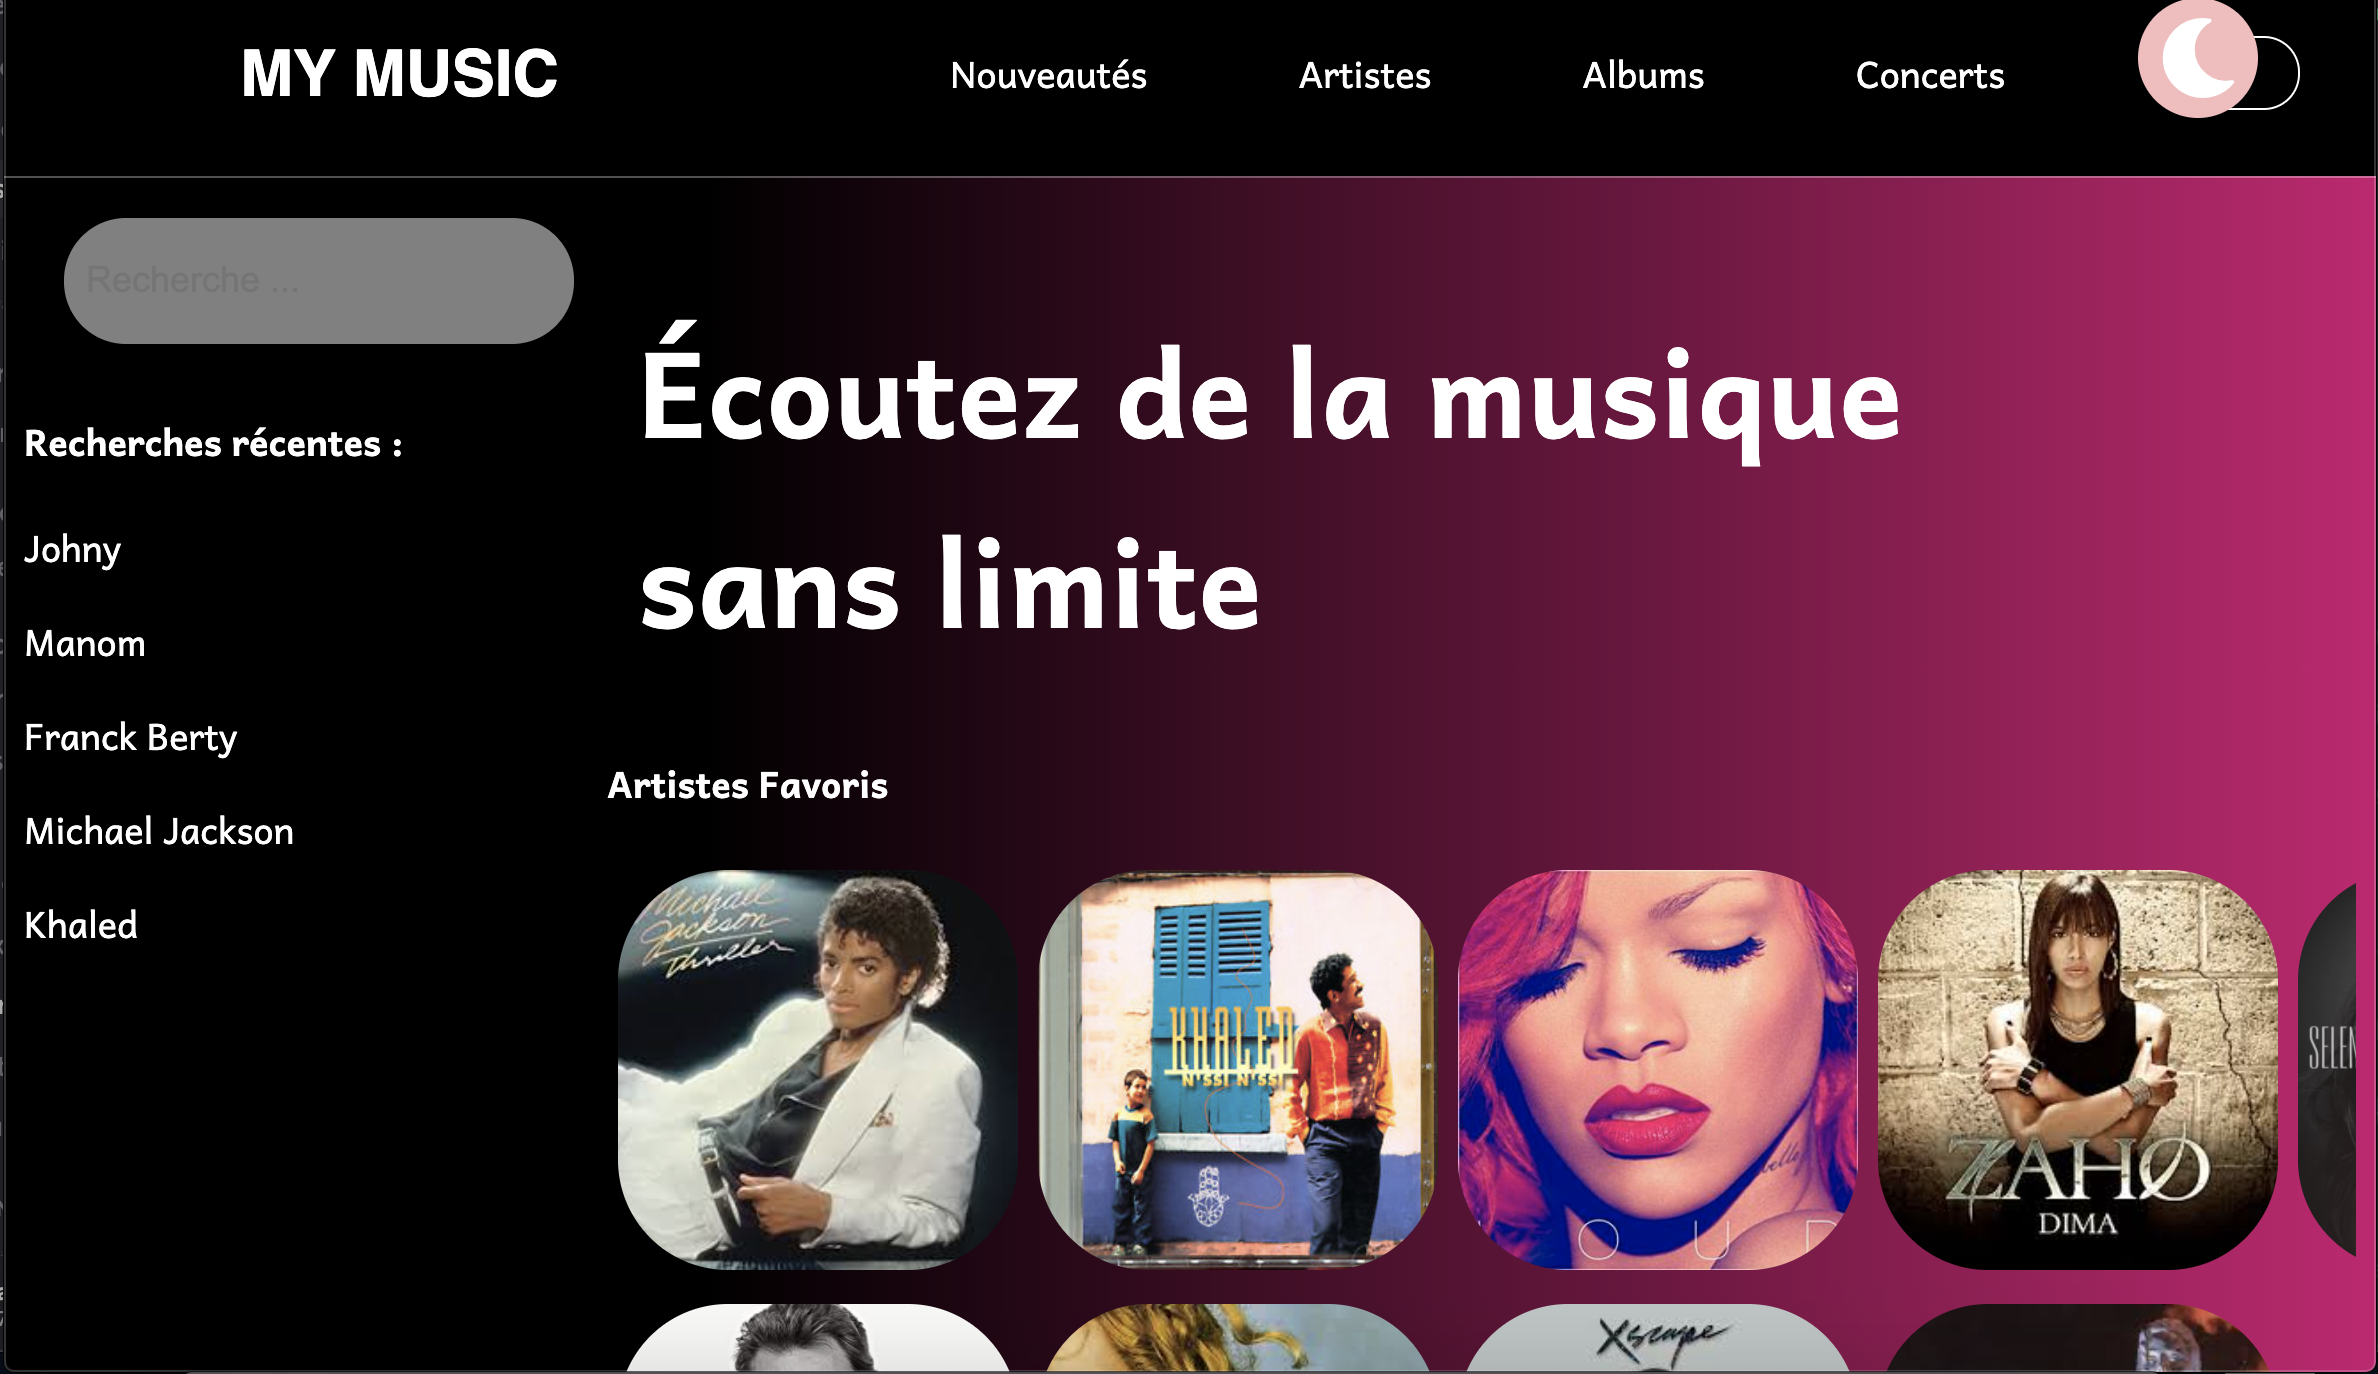 MY MUSIC
Nouveautés
Artistes
Albums
Concerts
Recherche ...
Recherches récentes :
Johny
Manom
Franck Berty
Michael Jackson
Khaled
Écoutez de la musique
sans limite
Artistes Favoris
Michael
Jackson
Thriller
KHALED
N'SSI N'SSI
OUD
ZAHO
DIMA
SELEN
Xscape